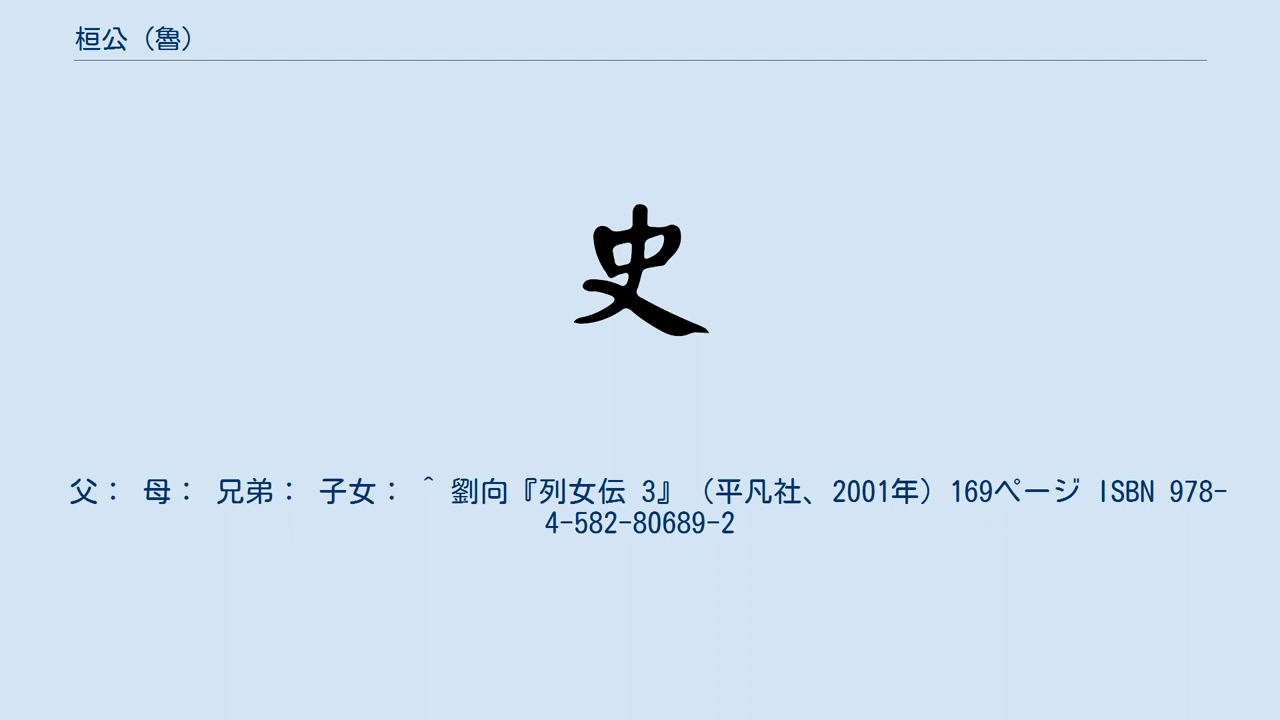 桓公（魯）
史
父： 母： 兄弟： 子女： ^ 劉向『列女伝 3』（平凡社、2001年）169ページ ISBN 978-
4-582-80689-2